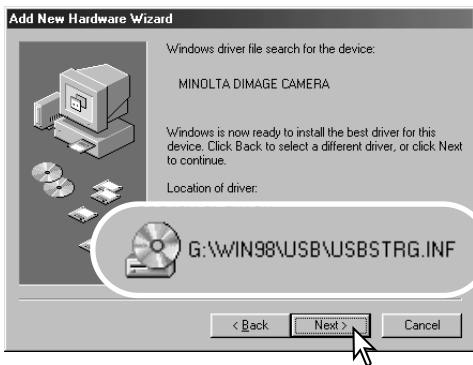 Add New Hardware Wizard
Windows driver file search for the device:
MINOLTA DIMAGE CAMERA
Windows is now ready to install the best driver for this
device. Click Back to select a different driver, or click Next
to continue.
Location of driver:
G:\WIN98\USB\USBSTRG.INF
< Back
Next >
Cancel